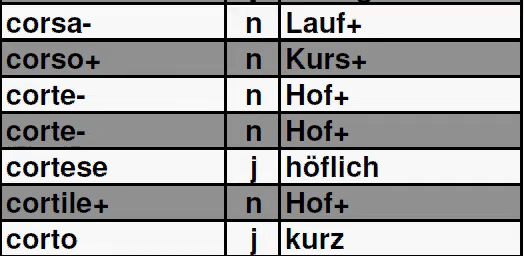 corsa- n Lauf+
corso+ n Kurs+
corte- n Hof+
corte- n Hof+
cortese j höflich
cortile+ n Hof+
corto j kurz